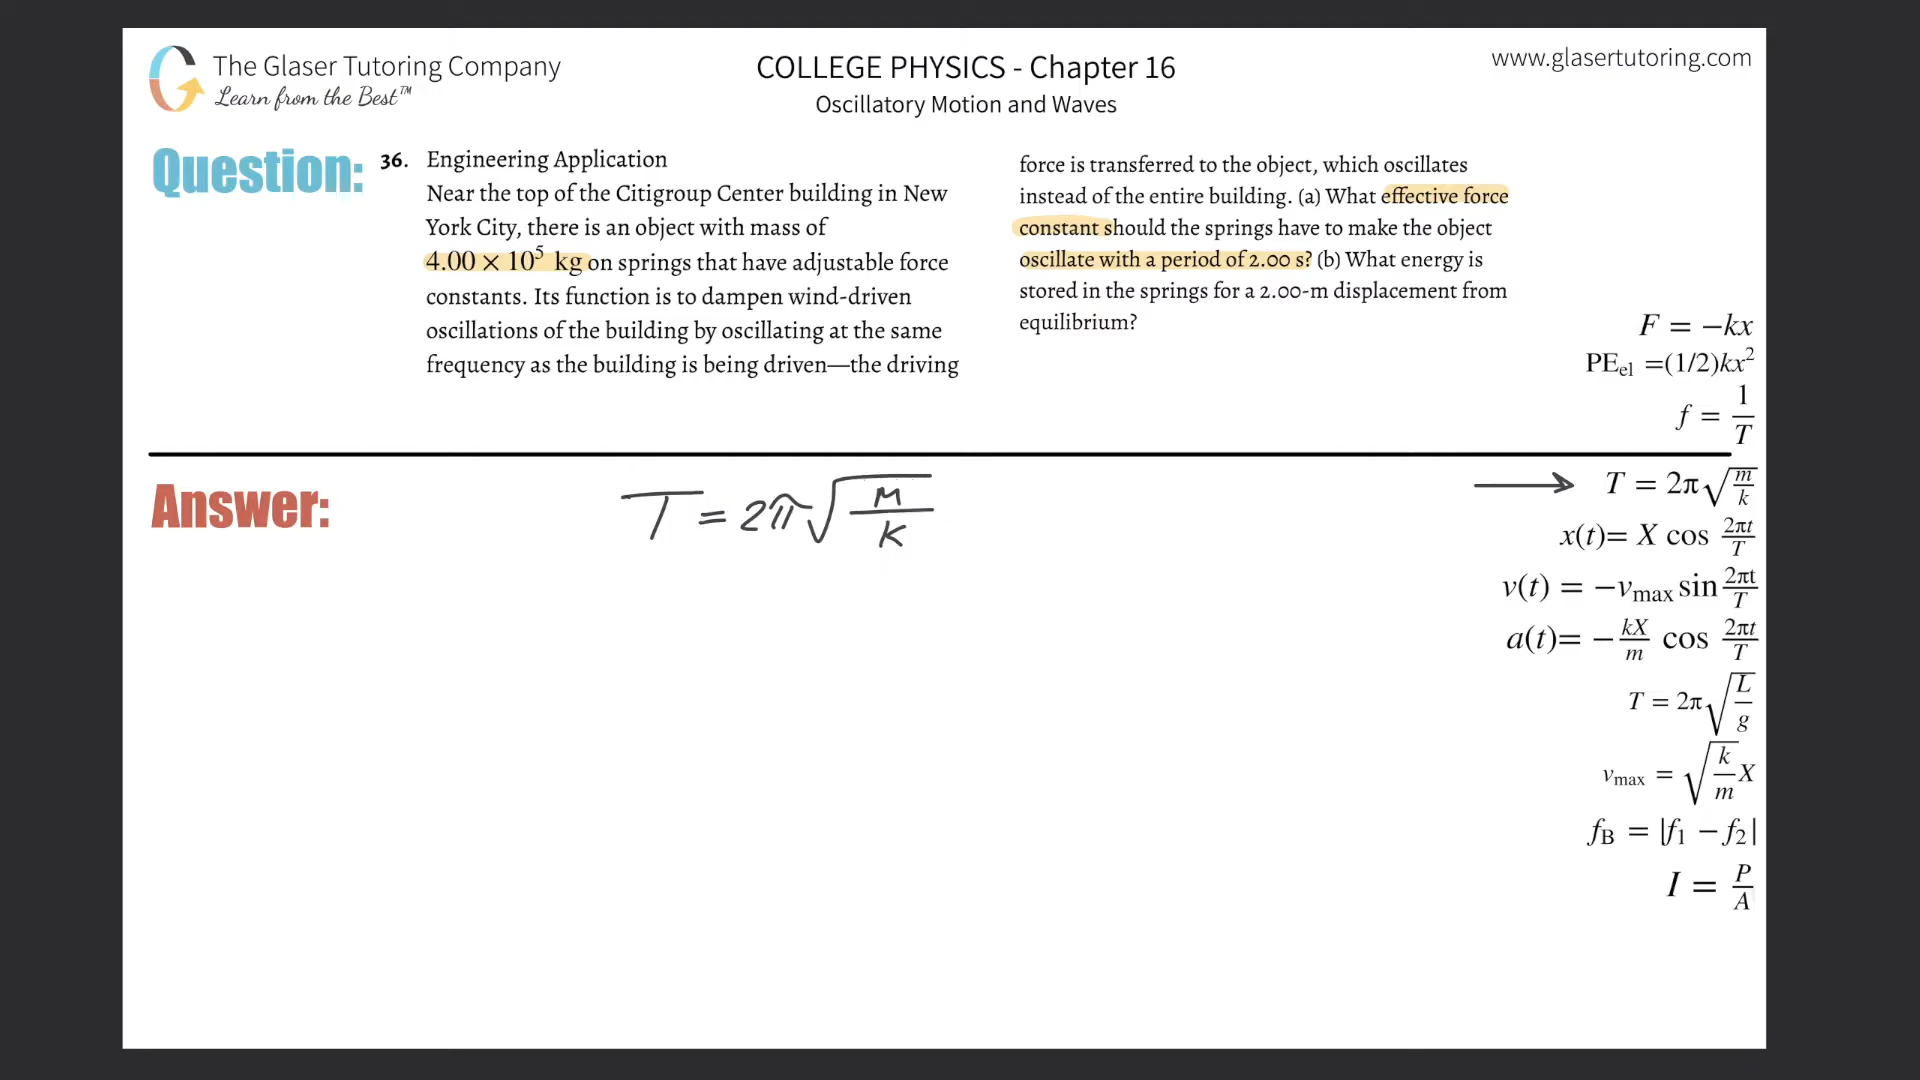 The Glaser Tutoring Company
Learn from the Best™
COLLEGE PHYSICS - Chapter 16
Oscillatory Motion and Waves
www.glasertutoring.com
Question:
36. Engineering Application
Near the top of the Citigroup Center building in New
York City, there is an object with mass of
4.00 × 10⁵ kg on springs that have adjustable force
constants. Its function is to dampen wind-driven
oscillations of the building by oscillating at the same
frequency as the building is being driven—the driving
force is transferred to the object, which oscillates
instead of the entire building. (a) What effective force
constant should the springs have to make the object
oscillate with a period of 2.00 s? (b) What energy is
stored in the springs for a 2.00-m displacement from
equilibrium?
F = −kx
PEel =(1/2)kx²
f = 1/T
Answer:
T = 2π√(M/K)
T = 2π√(m/k)
x(t)= X cos 2πt/T
v(t) = −vmax sin 2πt/T
a(t)= − kX/m cos 2πt/T
T = 2π√(L/g)
vmax = √(k/m) X
fB = |f1 − f2|
I = P/A